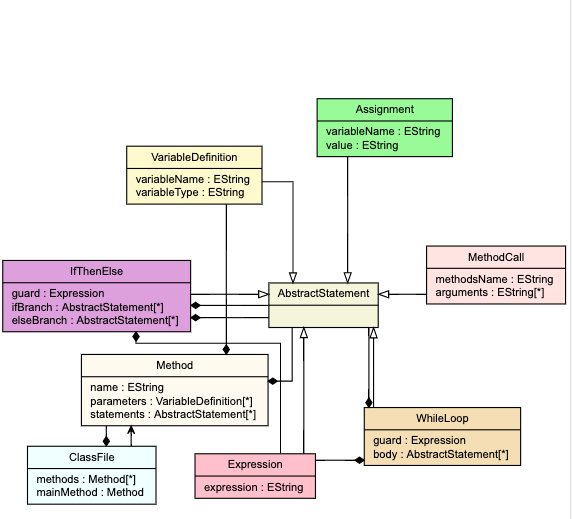 Assignment
variableName : EString
value : EString
VariableDefinition
variableName : EString
variableType : EString
IfThenElse
guard : Expression
ifBranch : AbstractStatement[*]
elseBranch : AbstractStatement[*]
AbstractStatement
MethodCall
methodsName : EString
arguments : EString[*]
Method
name : EString
parameters : VariableDefinition[*]
statements : AbstractStatement[*]
WhileLoop
guard : Expression
body : AbstractStatement[*]
ClassFile
methods : Method[*]
mainMethod : Method
Expression
expression : EString